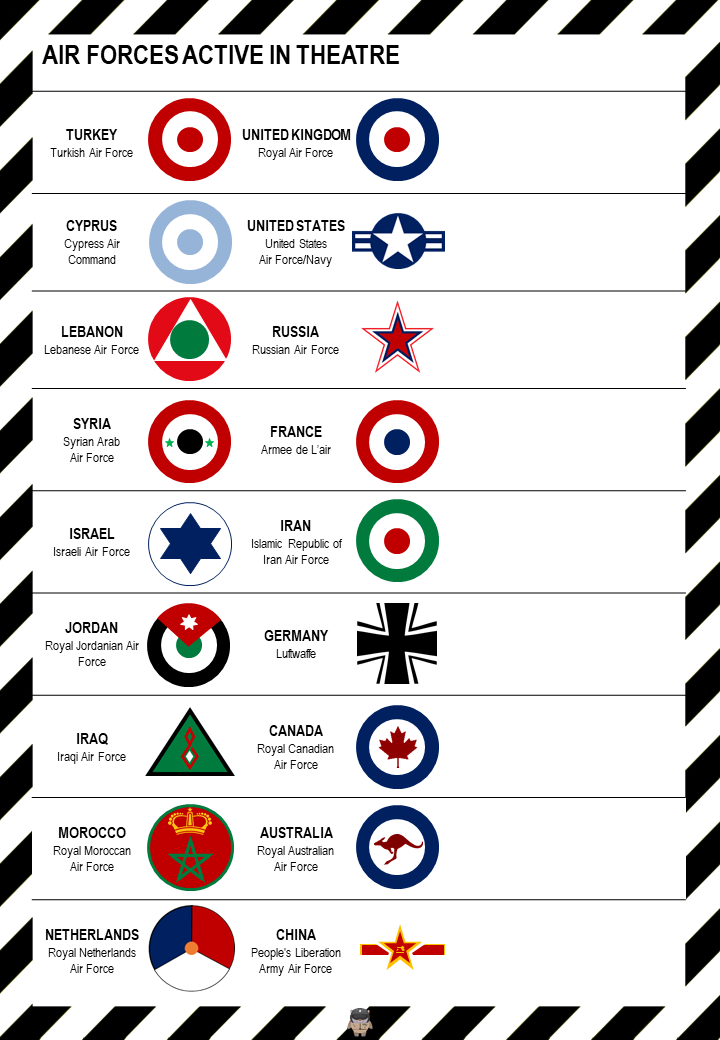 AIR FORCES ACTIVE IN THEATRE
TURKEY
Turkish Air Force
UNITED KINGDOM
Royal Air Force
CYPRUS
Cypress Air
Command
UNITED STATES
United States
Air Force/Navy
LEBANON
Lebanese Air Force
RUSSIA
Russian Air Force
SYRIA
Syrian Arab
Air Force
FRANCE
Armee de L'air
ISRAEL
Israeli Air Force
IRAN
Islamic Republic of
Iran Air Force
JORDAN
Royal Jordanian Air
Force
GERMANY
Luftwaffe
IRAQ
Iraqi Air Force
CANADA
Royal Canadian
Air Force
MOROCCO
Royal Moroccan
Air Force
AUSTRALIA
Royal Australian
Air Force
NETHERLANDS
Royal Netherlands
Air Force
CHINA
People's Liberation
Army Air Force